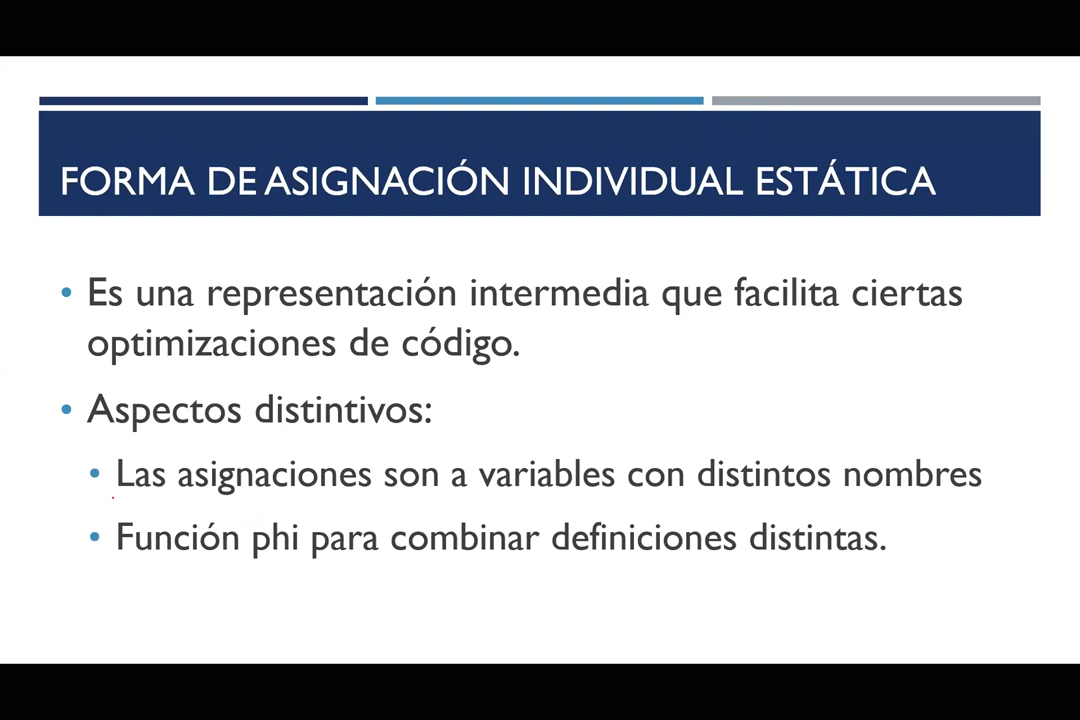 FORMA DE ASIGNACIÓN INDIVIDUAL ESTÁTICA
• Es una representación intermedia que facilita ciertas
optimizaciones de código.
• Aspectos distintivos:
• Las asignaciones son a variables con distintos nombres
• Función phi para combinar definiciones distintas.